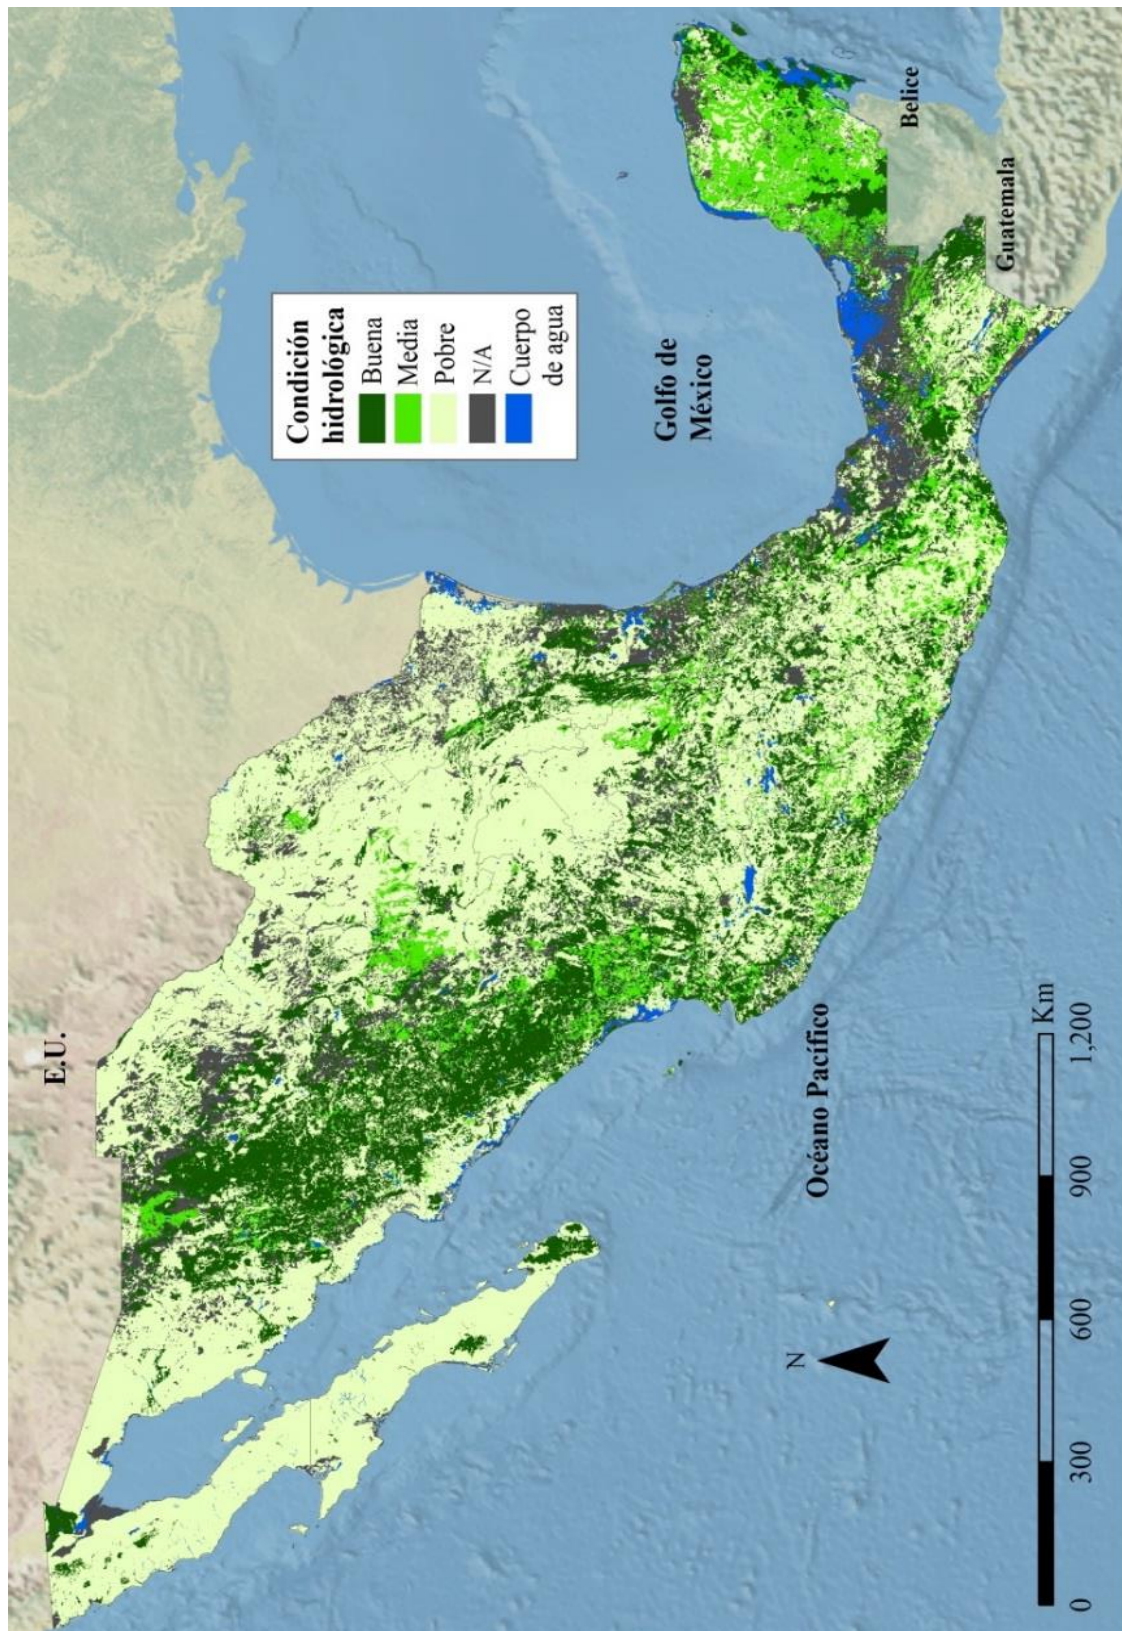 E.U.
Condición
hidrológica
Buena
Media
Pobre
N/A
Cuerpo
de agua
Golfo de
México
Belice
Guatemala
Océano Pacífico
N
Km
0 300 600 900 1,200